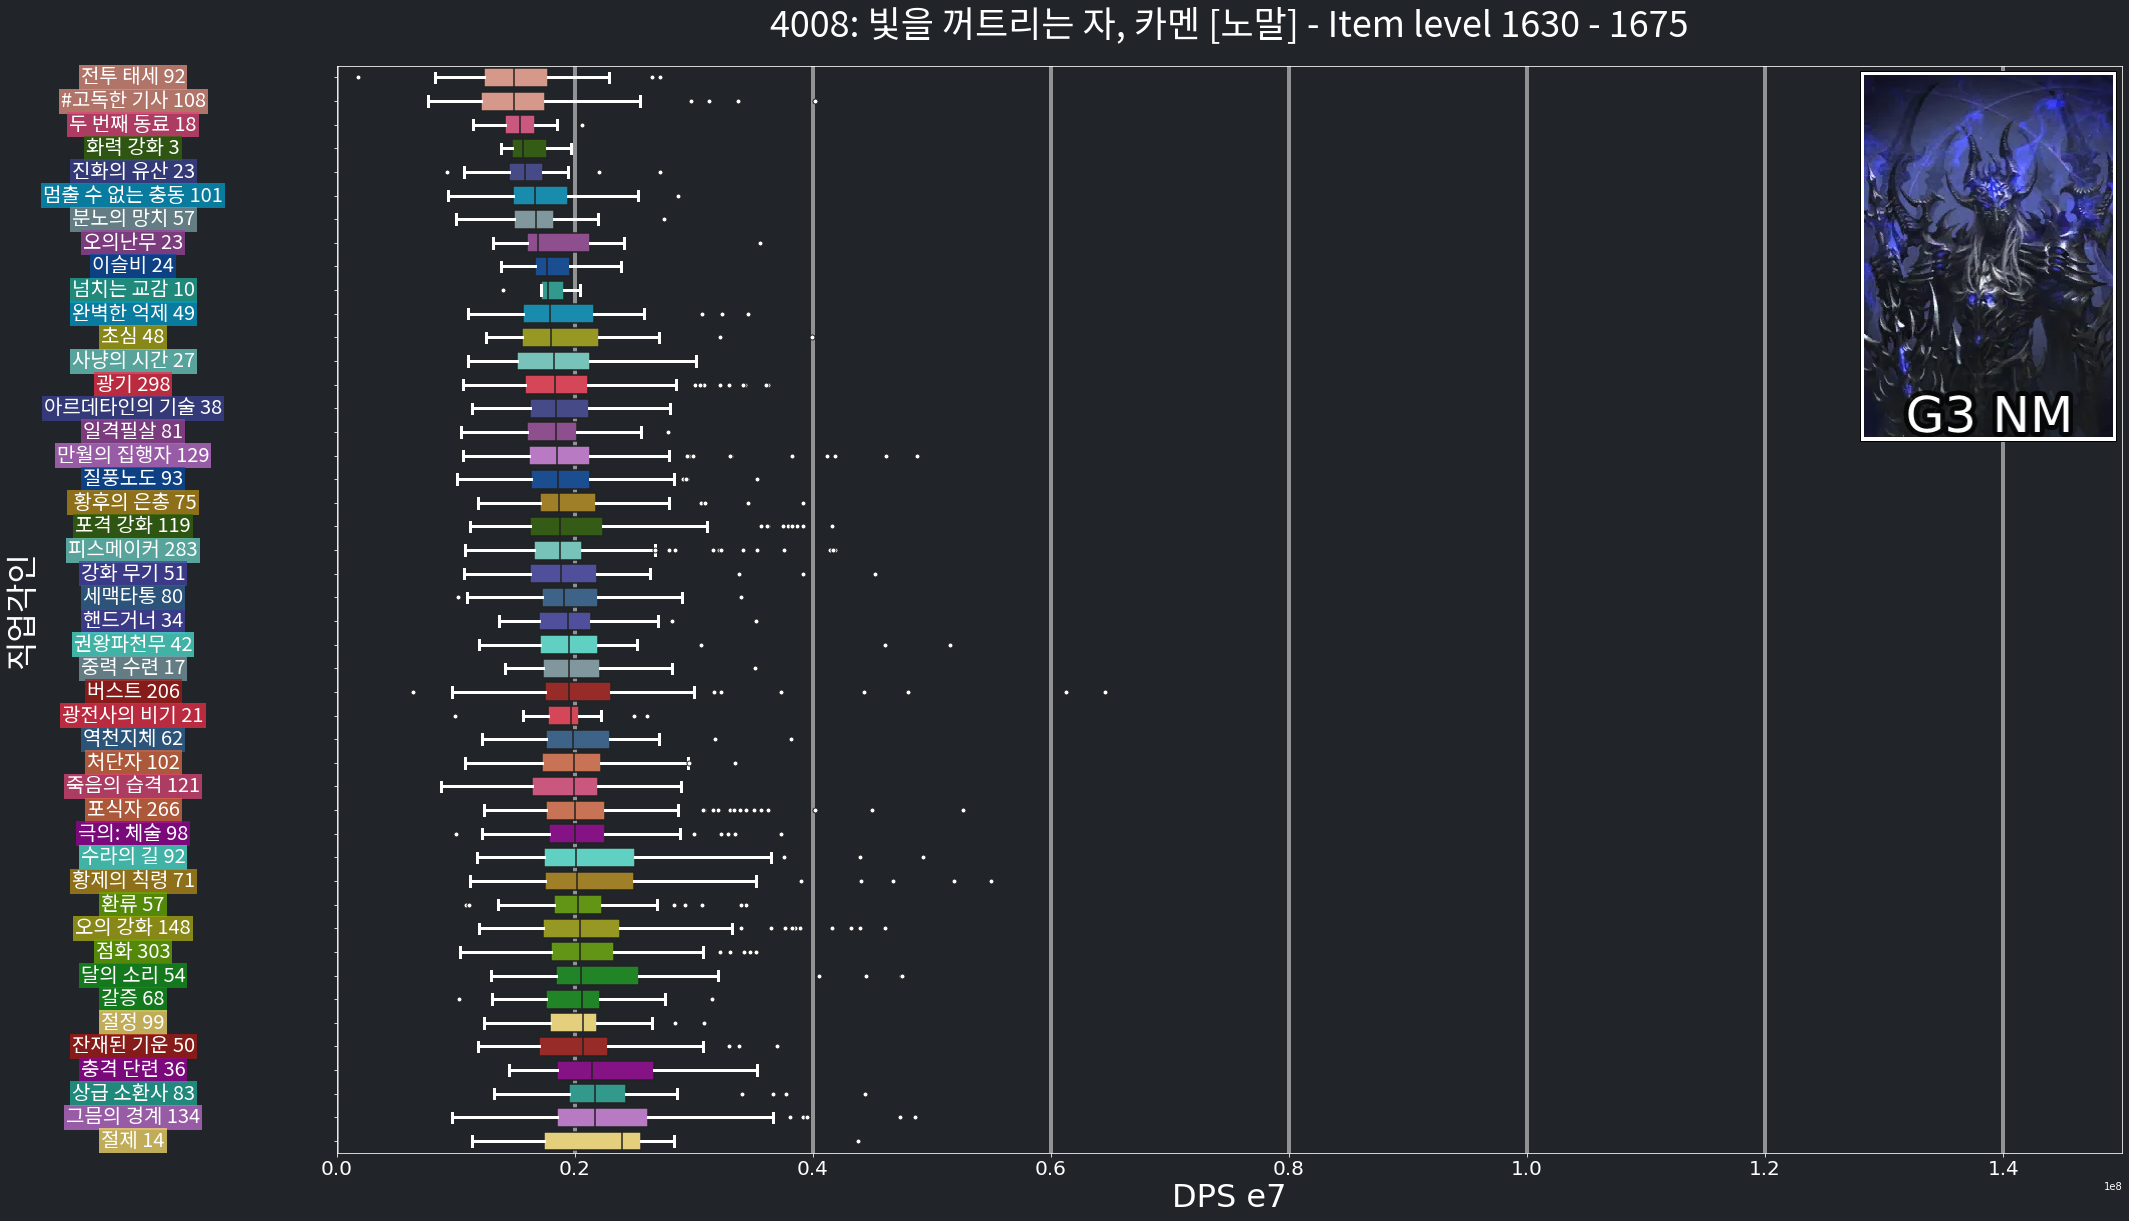 4008: 빛을 꺼트리는 자, 카멘 [노말] - Item level 1630 - 1675
전투 태세 92
#고독한 기사 108
두 번째 동료 18
화력 강화 3
진화의 유산 23
멈출 수 없는 충동 101
분노의 망치 57
오의난무 23
이슬비 24
넘치는 교감 10
완벽한 억제 49
초심 48
사냥의 시간 27
광기 298
아르데타인의 기술 38
일격필살 81
만월의 집행자 129
질풍노도 93
황후의 은총 75
포격 강화 119
피스메이커 283
강화 무기 51
세맥타통 80
핸드거너 34
권왕파천무 42
중력 수련 17
버스트 206
광전사의 비기 21
역천지체 62
처단자 102
죽음의 습격 121
포식자 266
극의: 체술 98
수라의 길 92
황제의 칙령 71
환류 57
오의 강화 148
점화 303
달의 소리 54
갈증 68
절정 99
잔재된 기운 50
충격 단련 36
상급 소환사 83
그믐의 경계 134
절제 14
직업각인
G3 NM
0.0 0.2 0.4 0.6 0.8 1.0 1.2 1.4
1e8
DPS e7